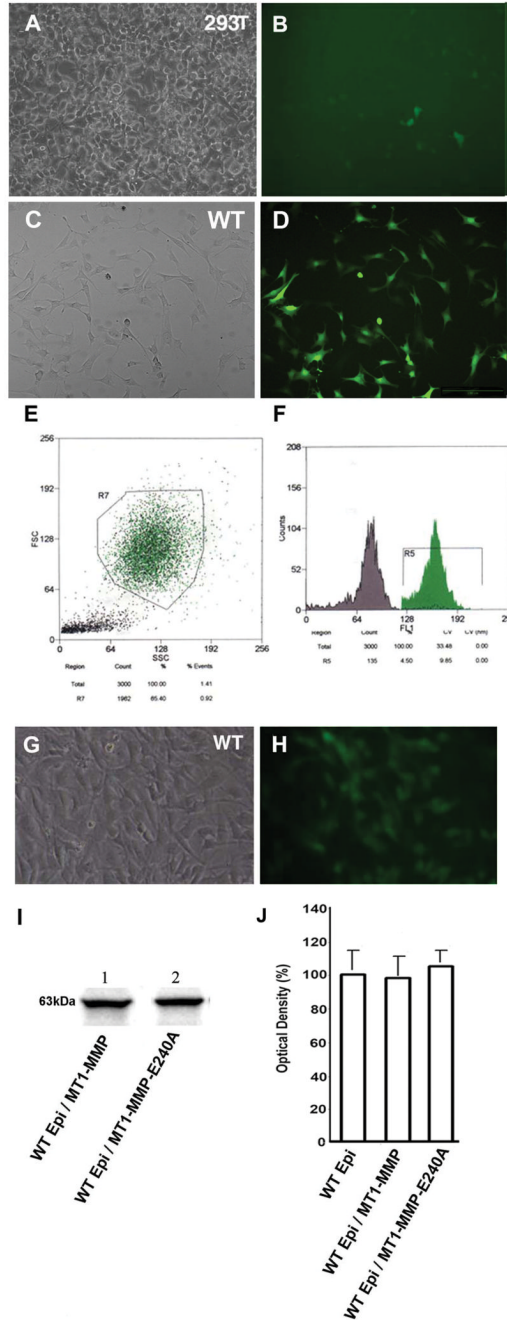 A
293T
B
C
WT
D
E
F
256
192
128
64
0
FSC
R7
0 64 128 192 256
SSC
Region Count % % Events
Total 3000 100.00 1.41
R7 1962 65.40 0.92
208
156
104
52
0
Counts
R5
0 64 128 192 256
FL1
Region Count % CV CV (hm)
Total 3000 100.00 33.48 0.00
R5 135 4.50 9.85 0.00
G
WT
H
I
1 2
63kDa
WT Epi / MT1-MMP
WT Epi / MT1-MMP-E240A
J
140
120
100
80
60
40
20
0
Optical Density (%)
WT Epi
WT Epi / MT1-MMP
WT Epi / MT1-MMP-E240A